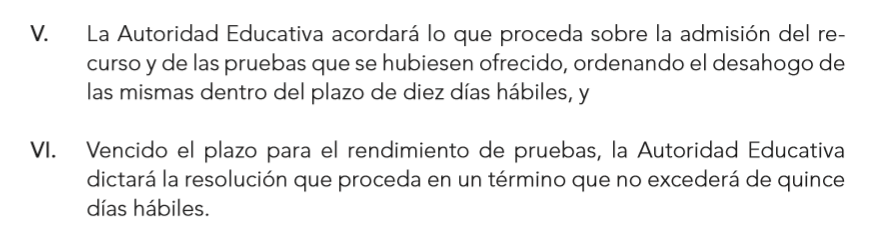 V. La Autoridad Educativa acordará lo que proceda sobre la admisión del re-
curso y de las pruebas que se hubiesen ofrecido, ordenando el desahogo de
las mismas dentro del plazo de diez días hábiles, y
VI. Vencido el plazo para el rendimiento de pruebas, la Autoridad Educativa
dictará la resolución que proceda en un término que no excederá de quince
días hábiles.